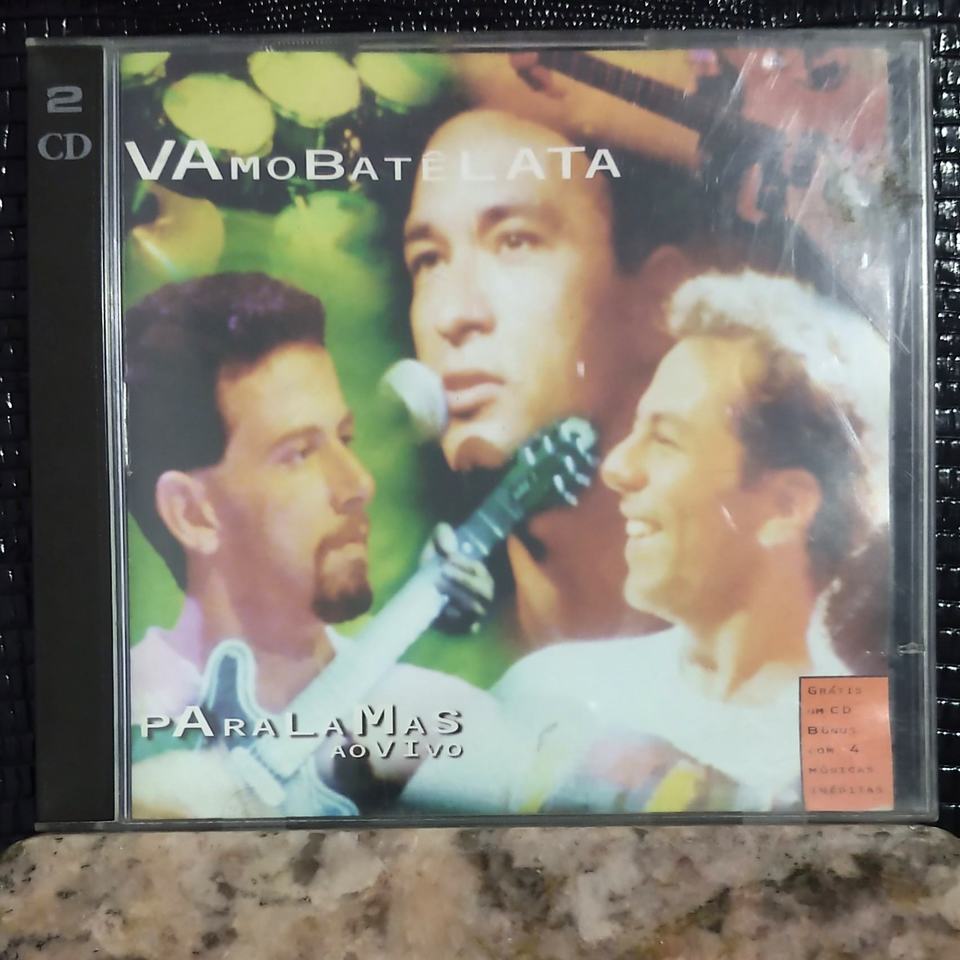 2
CD
VAMOBATÊLATA
PARALAMAS
AOVIVO
GRÁTIS
UM CD
BÔNUS
COM 4
MÚSICAS
INÉDITAS